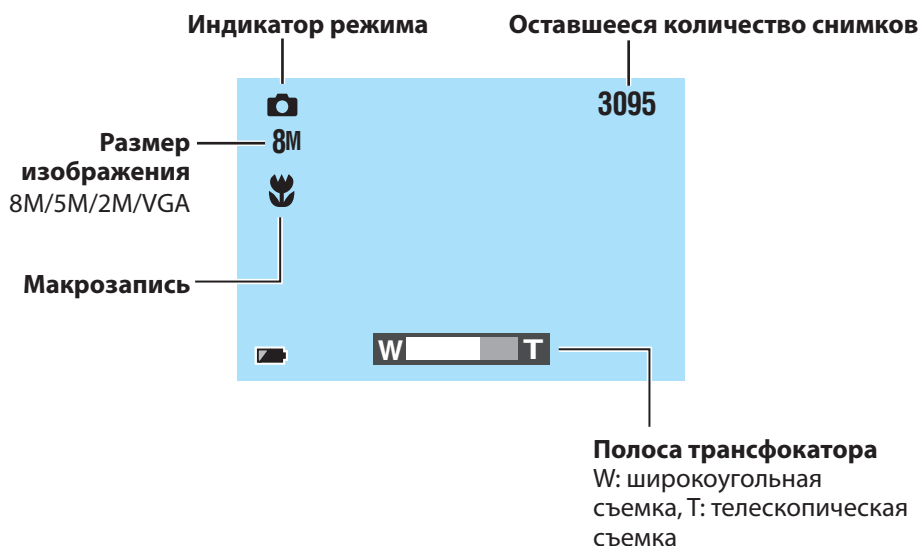 Индикатор режима
Оставшееся количество снимков
3095
8M
Размер
изображения
8M/5M/2M/VGA
Макрозапись
W T
Полоса трансфокатора
W: широкоугольная
съемка, T: телескопическая
съемка